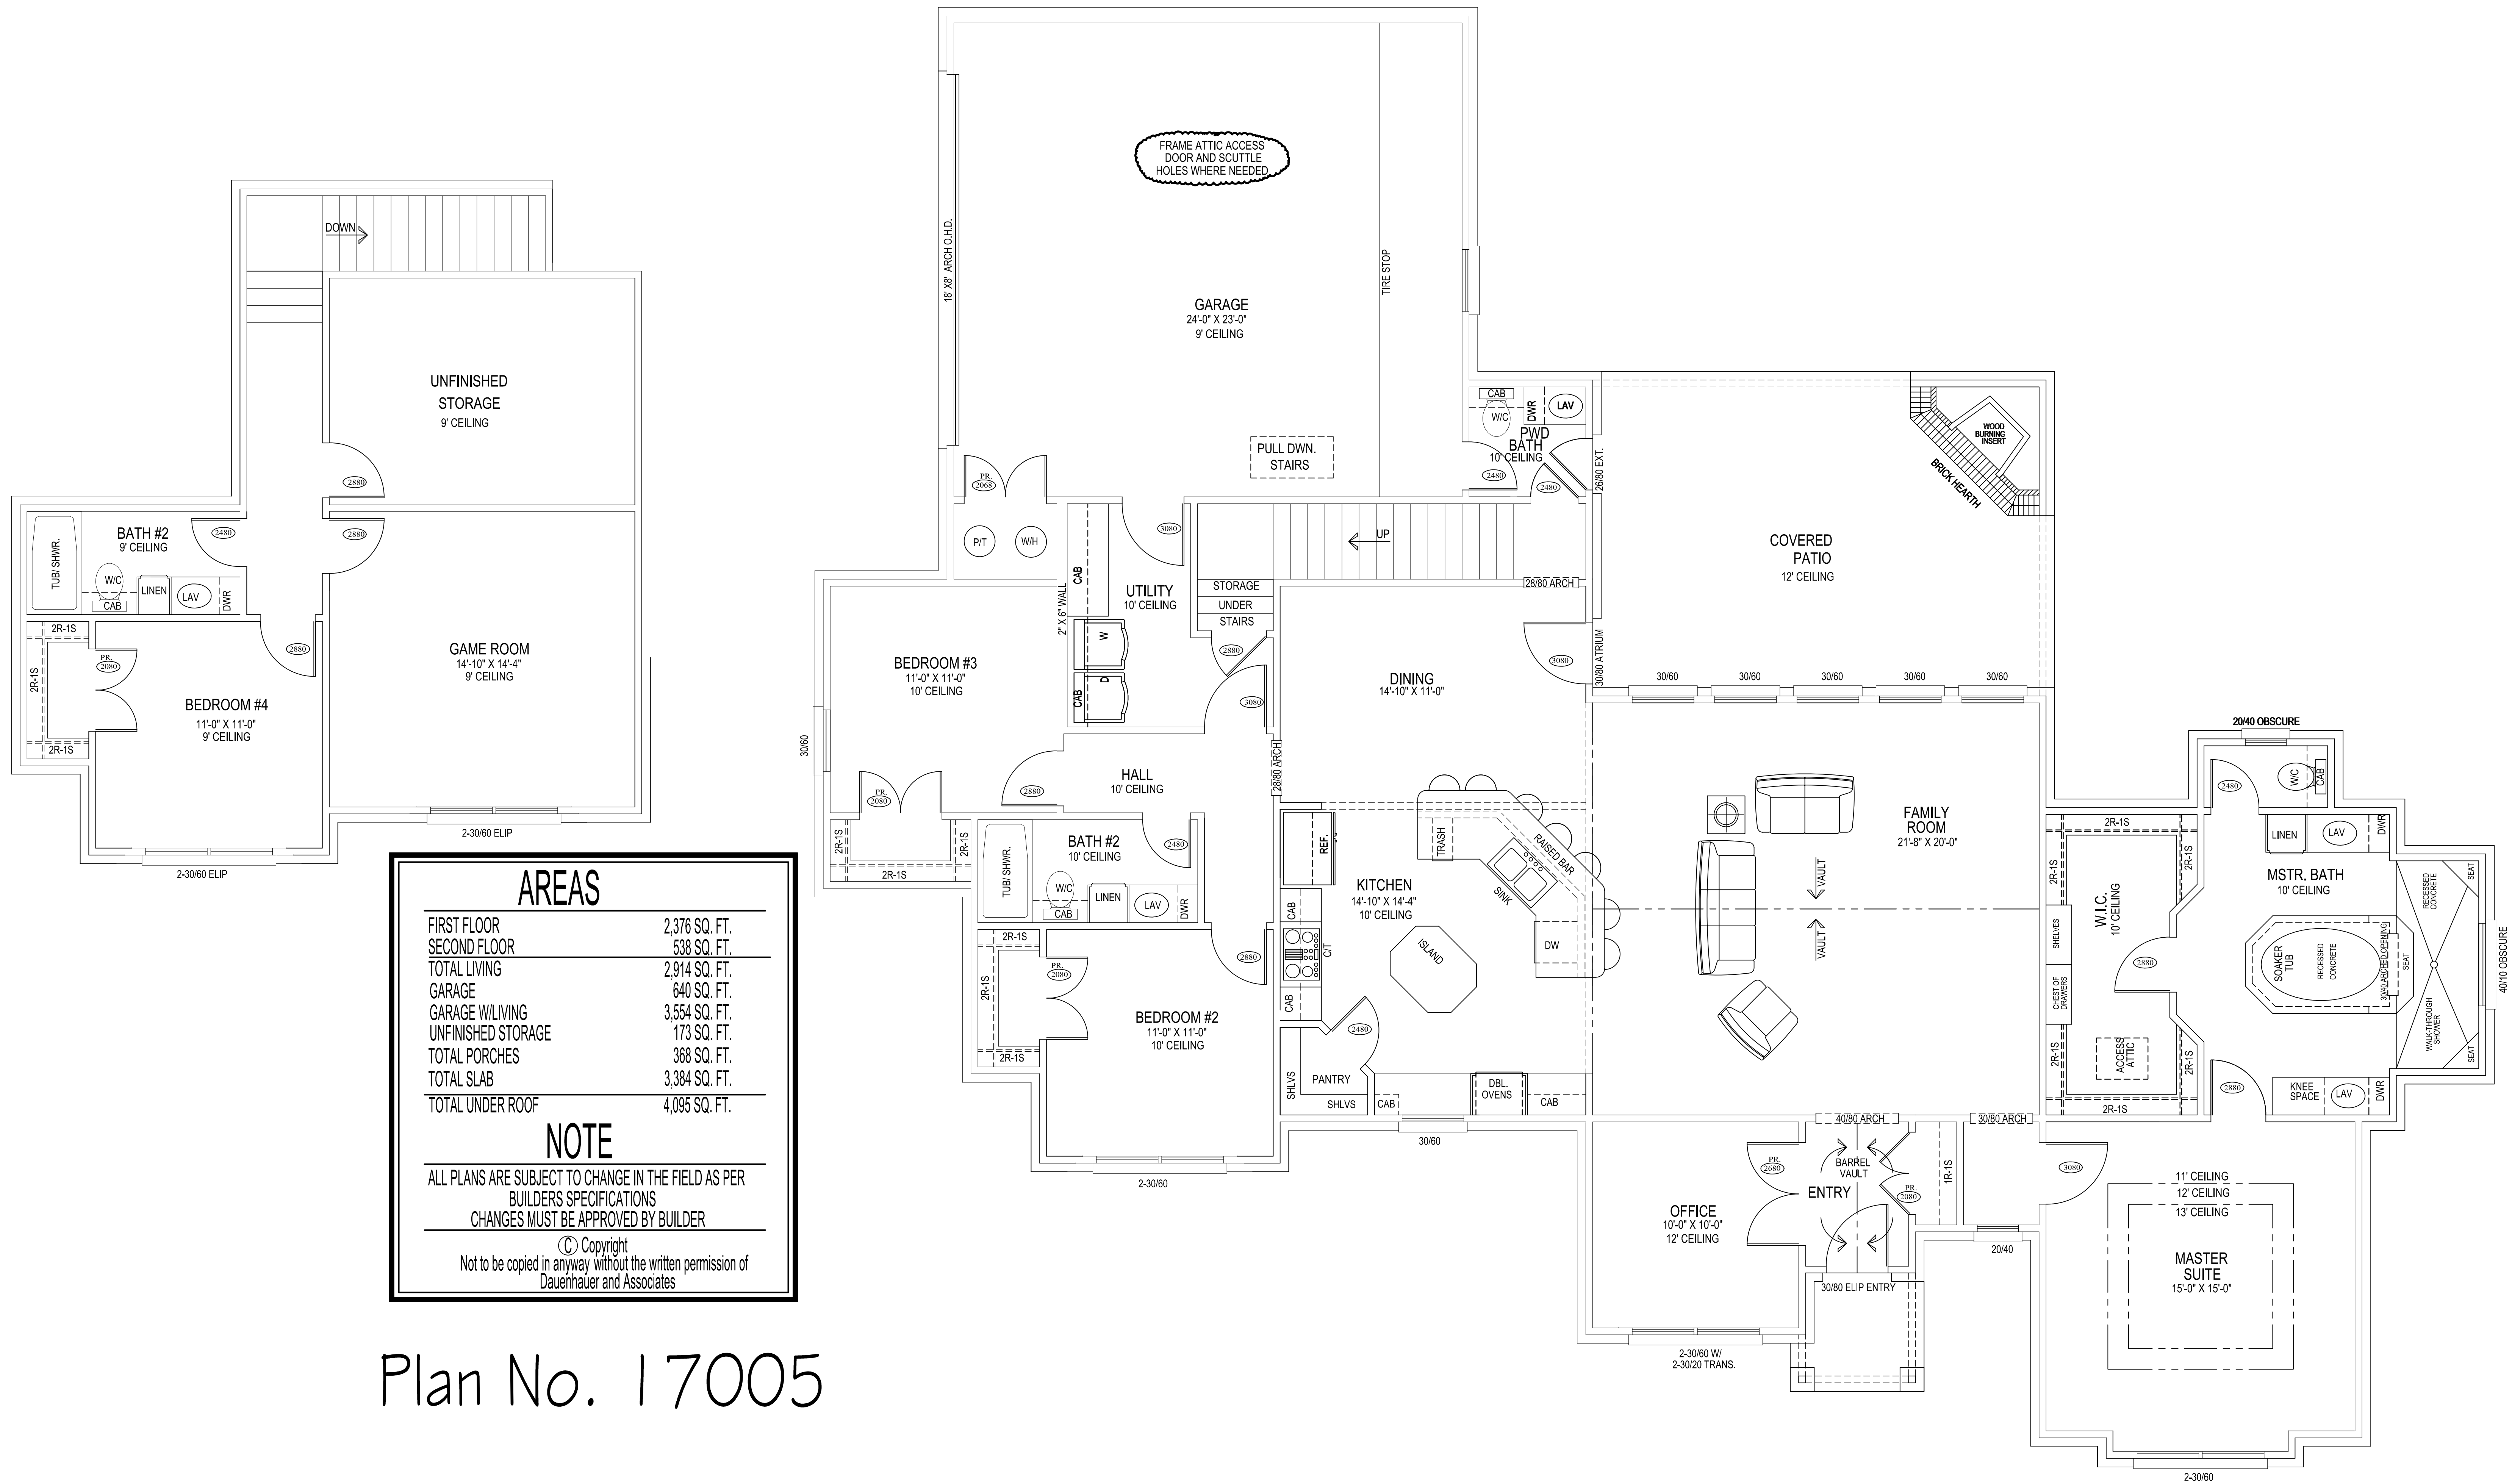 DOWN
UNFINISHED
STORAGE
9' CEILING
2880
BATH #2
9' CEILING
2480
2880
TUB/ SHWR.
W/C
CAB
LINEN
LAV
DWR
2R-1S
2R-1S
2R-1S
PR.
2080
2880
BEDROOM #4
11'-0" X 11'-0"
9' CEILING
GAME ROOM
14'-10" X 14'-4"
9' CEILING
2-30/60 ELIP
2-30/60 ELIP
AREAS
FIRST FLOOR 2,376 SQ. FT.
SECOND FLOOR 538 SQ. FT.
TOTAL LIVING 2,914 SQ. FT.
GARAGE 640 SQ. FT.
GARAGE W/LIVING 3,554 SQ. FT.
UNFINISHED STORAGE 173 SQ. FT.
TOTAL PORCHES 368 SQ. FT.
TOTAL SLAB 3,384 SQ. FT.
TOTAL UNDER ROOF 4,095 SQ. FT.
NOTE
ALL PLANS ARE SUBJECT TO CHANGE IN THE FIELD AS PER
BUILDERS SPECIFICATIONS
CHANGES MUST BE APPROVED BY BUILDER
© Copyright
Not to be copied in anyway without the written permission of
Dauenhauer and Associates
Plan No. 17005
FRAME ATTIC ACCESS
DOOR AND SCUTTLE
HOLES WHERE NEEDED
18' X8' ARCH O.H.D.
TIRE STOP
GARAGE
24'-0" X 23'-0"
9' CEILING
PULL DWN.
STAIRS
PR.
2068
P/T
W/H
CAB
W/C
DWR
LAV
PWD
BATH
10' CEILING
2480
2480
26/80 EXT.
WOOD
BURNING
INSERT
BRICK HEARTH
COVERED
PATIO
12' CEILING
3080
UP
CAB
UTILITY
10' CEILING
2" X 6" WALL
W
D
CAB
STORAGE
UNDER
STAIRS
2880
3080
28/80 ARCH
3080
30/80 ATRIUM
30/60
30/60
30/60
30/60
30/60
BEDROOM #3
11'-0" X 11'-0"
10' CEILING
30/60
PR.
2080
2880
2R-1S
2R-1S
2R-1S
HALL
10' CEILING
28/80 ARCH
DINING
14'-10" X 11'-0"
BATH #2
10' CEILING
2480
TUB/ SHWR.
W/C
CAB
LINEN
LAV
DWR
2R-1S
2R-1S
2R-1S
PR.
2080
2880
BEDROOM #2
11'-0" X 11'-0"
10' CEILING
2-30/60
REF.
TRASH
RAISED BAR
SINK
KITCHEN
14'-10" X 14'-4"
10' CEILING
CAB
C/T
CAB
ISLAND
DW
2480
PANTRY
SHLVS
SHLVS
CAB
DBL.
OVENS
CAB
30/60
FAMILY
ROOM
21'-8" X 20'-0"
VAULT
VAULT
20/40 OBSCURE
2480
W/C
CAB
2R-1S
2R-1S
2R-1S
LINEN
LAV
DWR
MSTR. BATH
10' CEILING
W.I.C.
10' CEILING
SHELVES
CHEST OF
DRAWERS
2880
SOAKER
TUB
RECESSED
CONCRETE
30/40 ARCHED OPENING
SEAT
RECESSED
CONCRETE
SEAT
WALK-THROUGH
SHOWER
SEAT
40/10 OBSCURE
2R-1S
ACCESS
ATTIC
2R-1S
2R-1S
2880
KNEE
SPACE
LAV
DWR
40/80 ARCH
30/80 ARCH
PR.
2680
BARREL
VAULT
ENTRY
PR.
2080
1R-1S
3080
OFFICE
10'-0" X 10'-0"
12' CEILING
20/40
30/80 ELIP ENTRY
2-30/60 W/
2-30/20 TRANS.
11' CEILING
12' CEILING
13' CEILING
MASTER
SUITE
15'-0" X 15'-0"
2-30/60